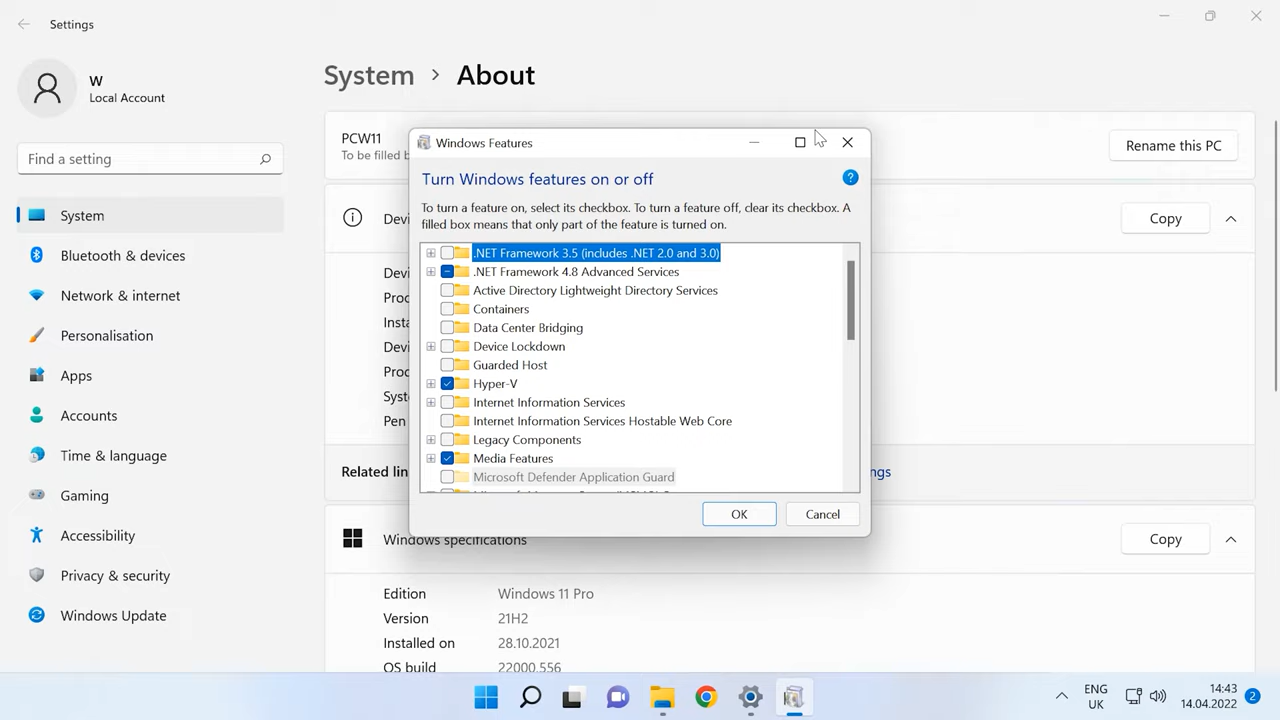 Settings
W
Local Account
Find a setting
System
Bluetooth & devices
Network & internet
Personalisation
Apps
Accounts
Time & language
Gaming
Accessibility
Privacy & security
Windows Update
System > About
PCW11
To be filled b
Rename this PC
Devi
Copy
Devi
Proc
Insta
Devi
Prod
Syst
Pen
Related lin
ngs
Windows Features
Turn Windows features on or off
To turn a feature on, select its checkbox. To turn a feature off, clear its checkbox. A
filled box means that only part of the feature is turned on.
.NET Framework 3.5 (includes .NET 2.0 and 3.0)
.NET Framework 4.8 Advanced Services
Active Directory Lightweight Directory Services
Containers
Data Center Bridging
Device Lockdown
Guarded Host
Hyper-V
Internet Information Services
Internet Information Services Hostable Web Core
Legacy Components
Media Features
Microsoft Defender Application Guard
OK
Cancel
Windows specifications
Copy
Edition Windows 11 Pro
Version 21H2
Installed on 28.10.2021
OS build 22000.556
ENG
UK
14:43
14.04.2022
2